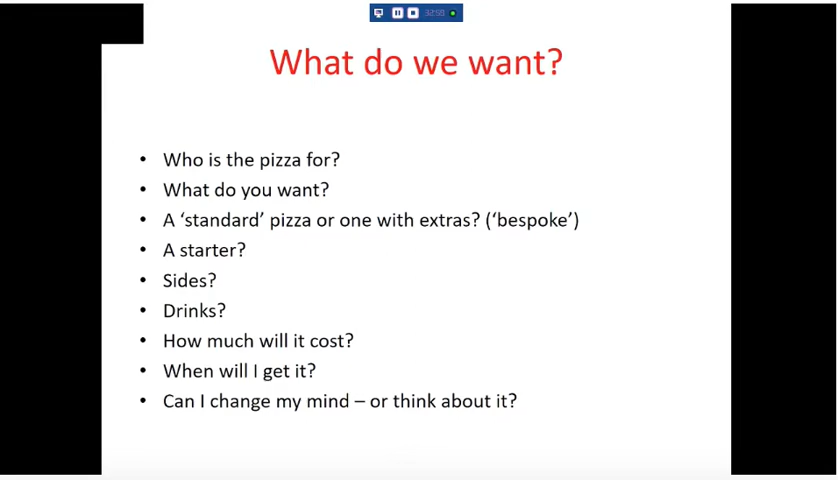 32:59
What do we want?
• Who is the pizza for?
• What do you want?
• A ‘standard’ pizza or one with extras? (‘bespoke’)
• A starter?
• Sides?
• Drinks?
• How much will it cost?
• When will I get it?
• Can I change my mind – or think about it?